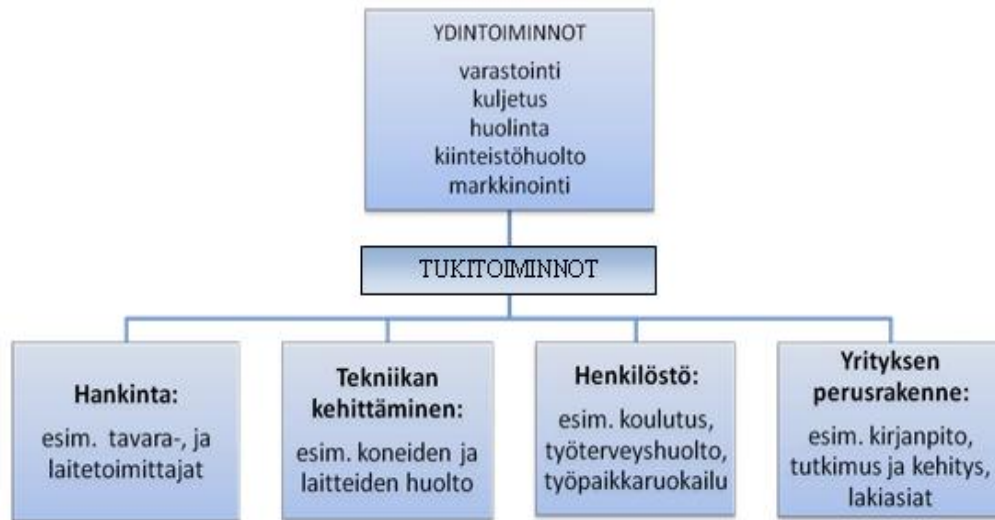 YDINTOIMINNOT
varastointi
kuljetus
huolinta
kiinteistöhuolto
markkinointi
TUKITOIMINNOT
Hankinta:
esim. tavara-, ja
laitetoimittajat
Tekniikan
kehittäminen:
esim. koneiden ja
laitteiden huolto
Henkilöstö:
esim. koulutus,
työterveyshuolto,
työpaikkaruokailu
Yrityksen
perusrakenne:
esim. kirjanpito,
tutkimus ja kehitys,
lakiasiat